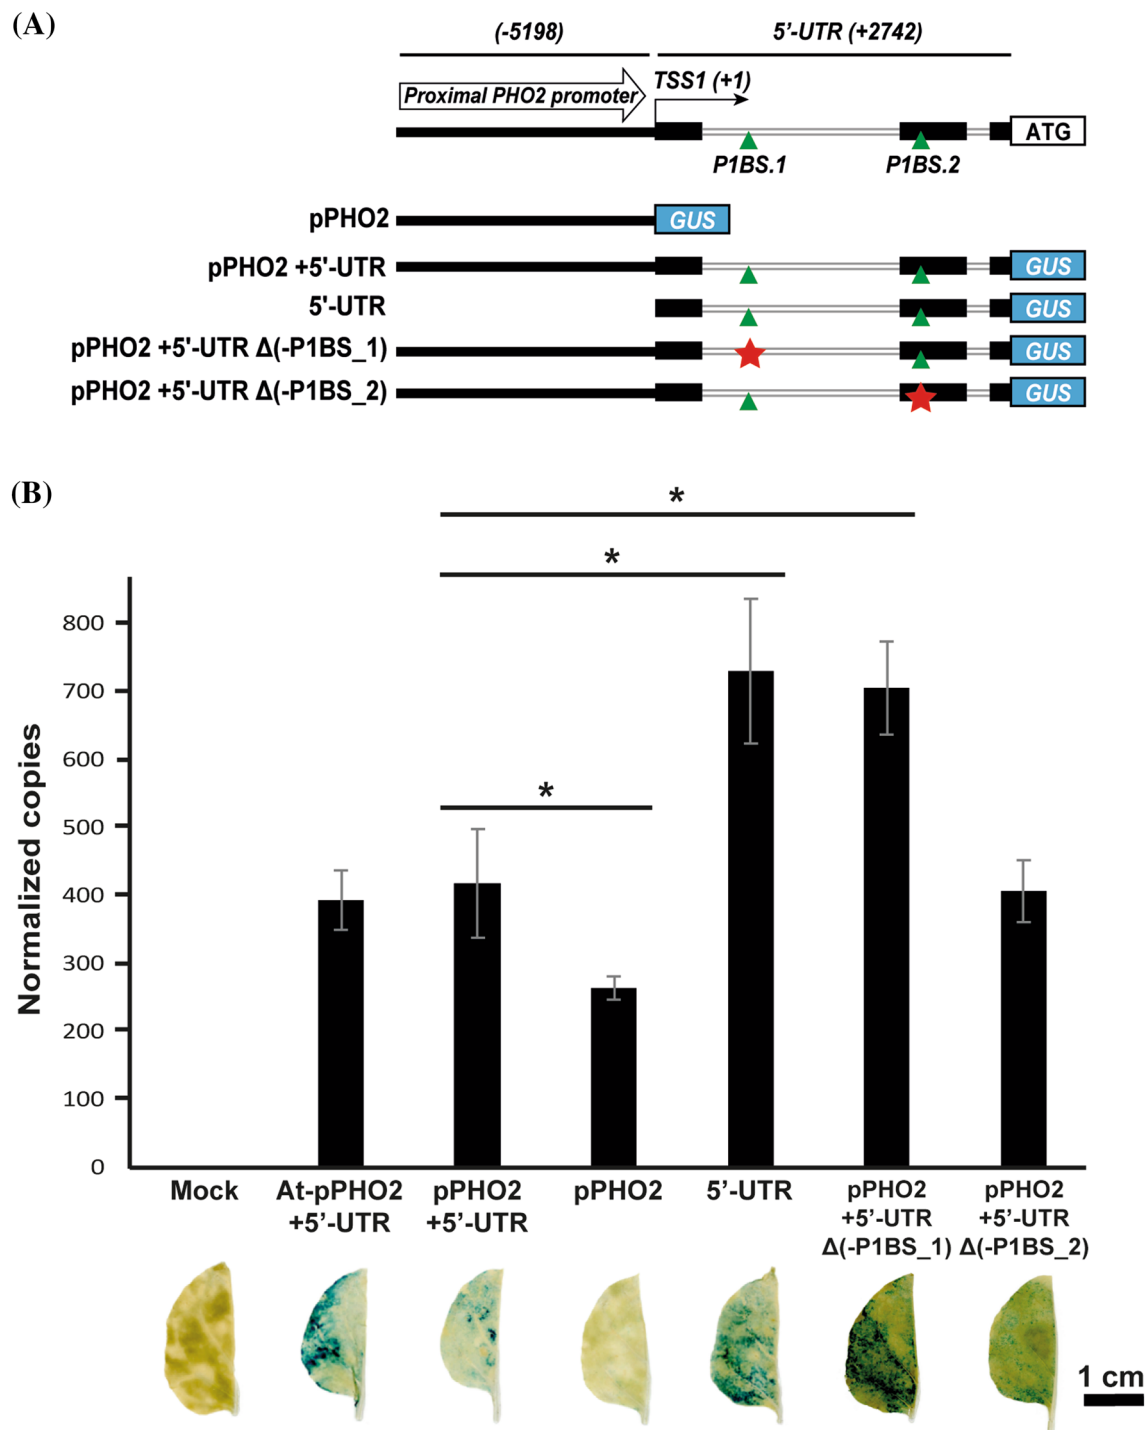 (A)
(-5198)
5’-UTR (+2742)
Proximal PHO2 promoter
TSS1 (+1)
ATG
P1BS.1
P1BS.2
pPHO2
GUS
pPHO2 +5'-UTR
GUS
5'-UTR
GUS
pPHO2 +5'-UTR Δ(-P1BS_1)
GUS
pPHO2 +5'-UTR Δ(-P1BS_2)
GUS
(B)
*
*
*
Normalized copies
800
700
600
500
400
300
200
100
0
Mock
At-pPHO2
+5’-UTR
pPHO2
+5’-UTR
pPHO2
5’-UTR
pPHO2
+5’-UTR
Δ(-P1BS_1)
pPHO2
+5’-UTR
Δ(-P1BS_2)
1 cm